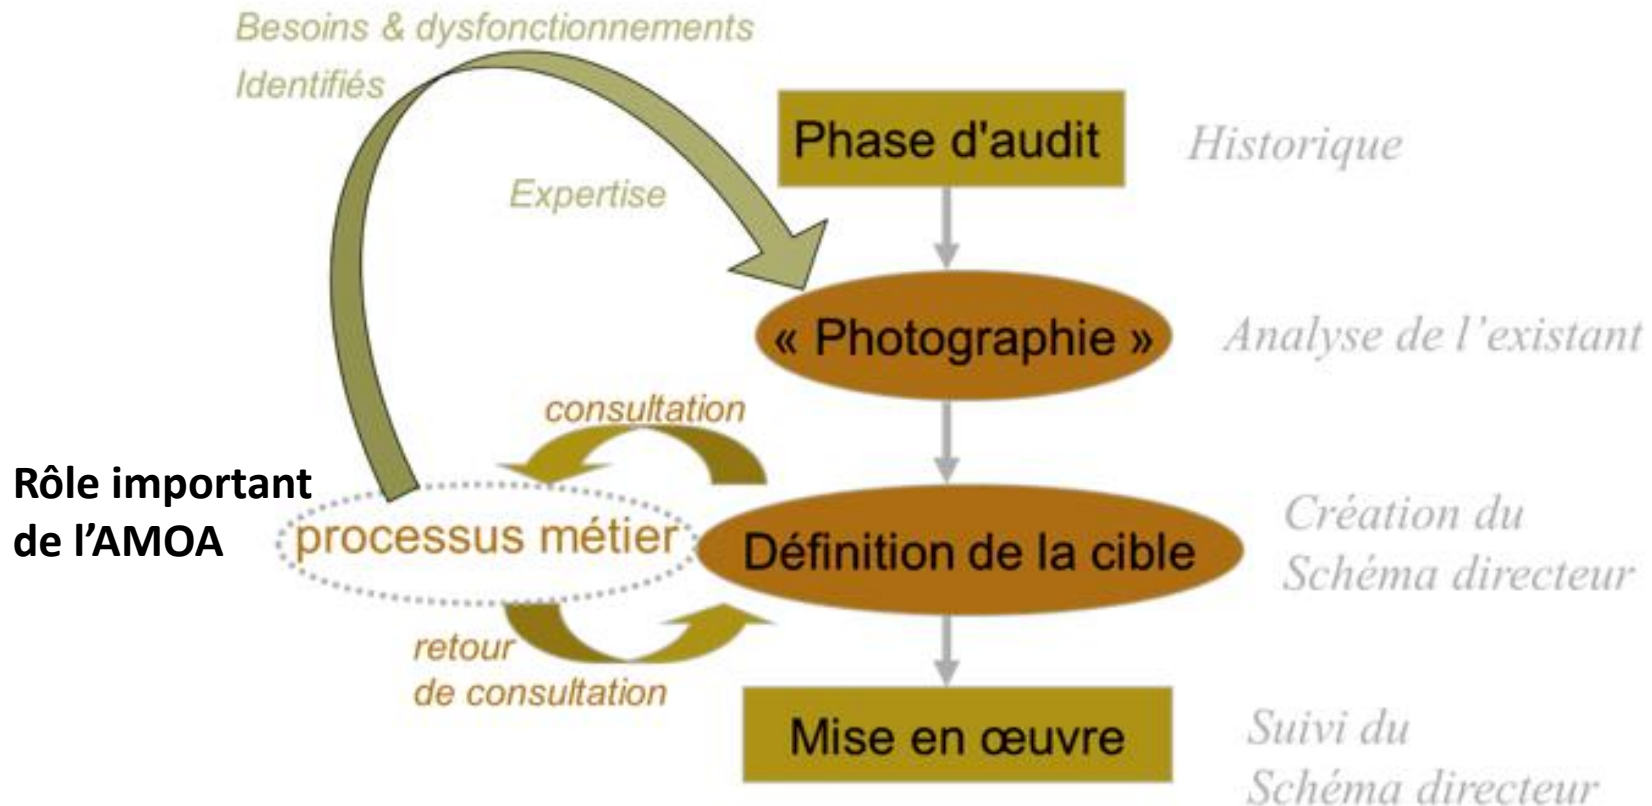 Besoins & dysfonctionnements
Identifiés
Phase d'audit
Historique
Expertise
« Photographie »
Analyse de l’existant
consultation
Rôle important
de l’AMOA
processus métier
Définition de la cible
Création du
Schéma directeur
retour
de consultation
Mise en œuvre
Suivi du
Schéma directeur